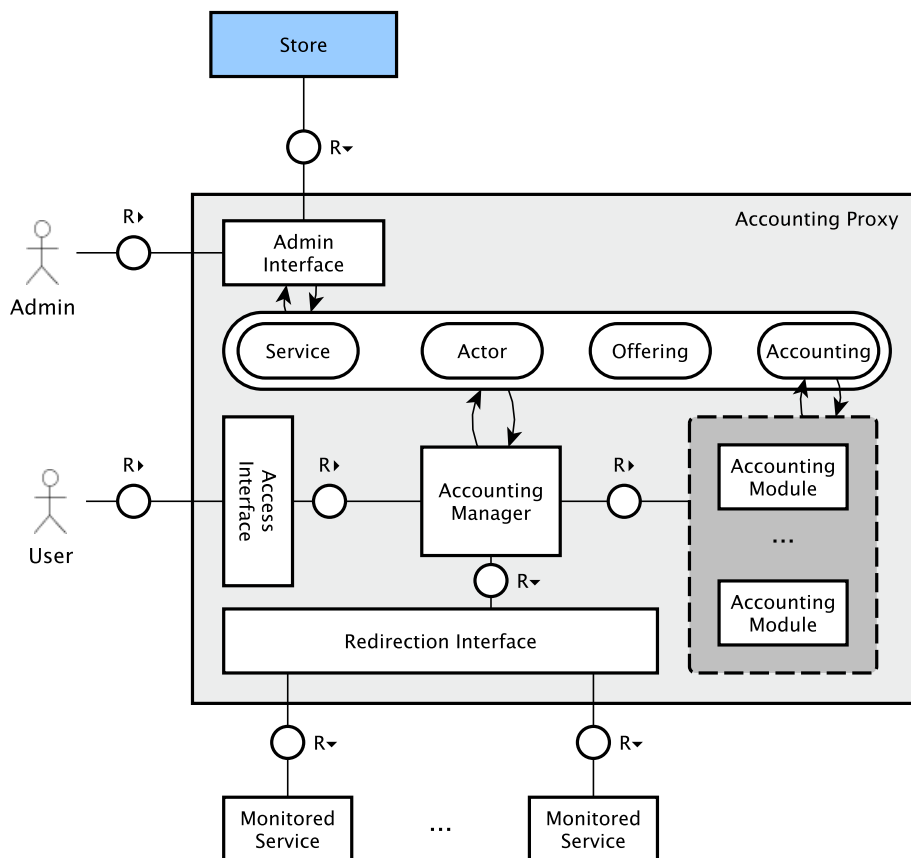 Store
R
Accounting Proxy
R
Admin
Interface
Admin
Service
Actor
Offering
Accounting
R
R
R
Access
Interface
Accounting
Manager
Accounting
Module
...
User
R
Accounting
Module
Redirection Interface
R
R
Monitored
Service
...
Monitored
Service